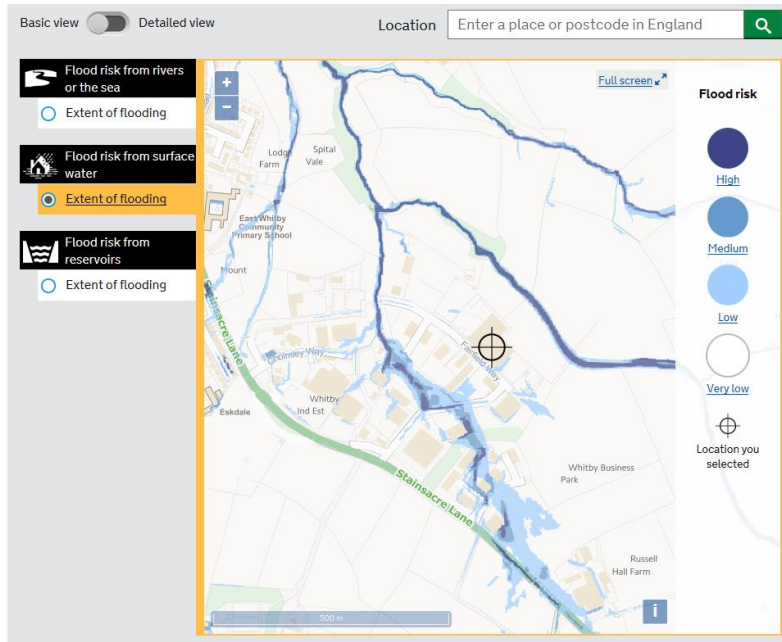 Basic view
Detailed view
Location
Enter a place or postcode in England
Flood risk from rivers
or the sea
Extent of flooding
Flood risk from surface
water
Extent of flooding
Flood risk from
reservoirs
Extent of flooding
+
−
Full screen
Lodge
Farm
Spital
Vale
East Whitby
Community
Primary School
Mount
Stainsacre Lane
Cholmley Way
Fairfield Way
Whitby
Ind Est
Eskdale
Stainsacre Lane
Whitby Business
Park
Russell
Hall Farm
500 m
i
Flood risk
High
Medium
Low
Very low
Location you
selected